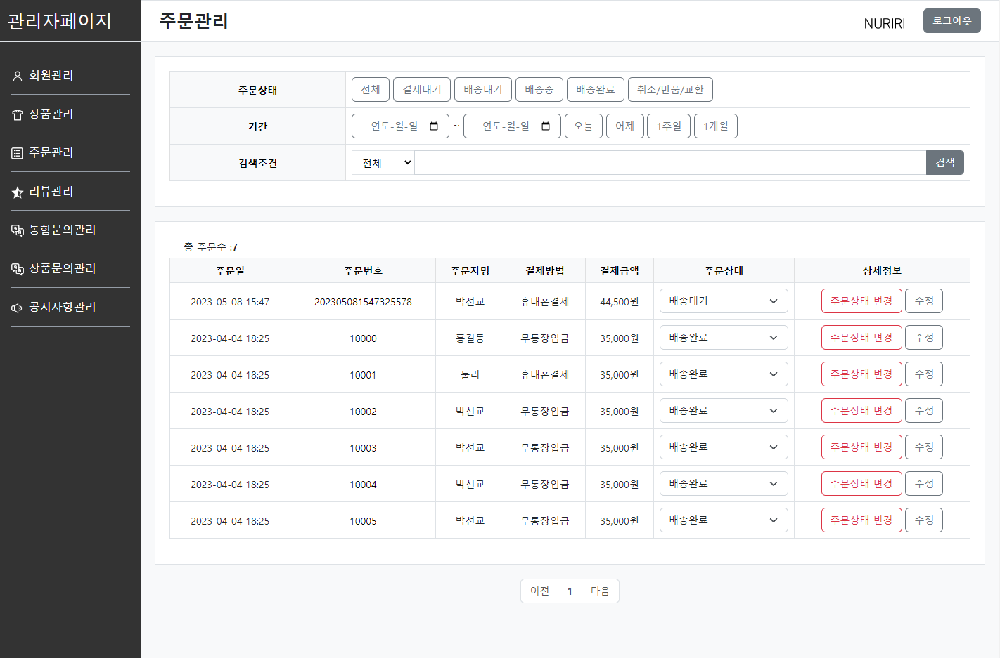 관리자페이지
주문관리
NURIRI
로그아웃
회원관리
상품관리
주문관리
리뷰관리
통합문의관리
상품문의관리
공지사항관리
주문상태 전체 결제대기 배송대기 배송중 배송완료 취소/반품/교환
기간 연도-월-일 ~ 연도-월-일 오늘 어제 1주일 1개월
검색조건 전체 검색
총 주문수 :7
주문일 주문번호 주문자명 결제방법 결제금액 주문상태 상세정보
2023-05-08 15:47 202305081547325578 박선교 휴대폰결제 44,500원 배송대기 주문상태 변경 수정
2023-04-04 18:25 10000 홍길동 무통장입금 35,000원 배송완료 주문상태 변경 수정
2023-04-04 18:25 10001 둘리 휴대폰결제 35,000원 배송완료 주문상태 변경 수정
2023-04-04 18:25 10002 박선교 무통장입금 35,000원 배송완료 주문상태 변경 수정
2023-04-04 18:25 10003 박선교 무통장입금 35,000원 배송완료 주문상태 변경 수정
2023-04-04 18:25 10004 박선교 무통장입금 35,000원 배송완료 주문상태 변경 수정
2023-04-04 18:25 10005 박선교 무통장입금 35,000원 배송완료 주문상태 변경 수정
이전 1 다음